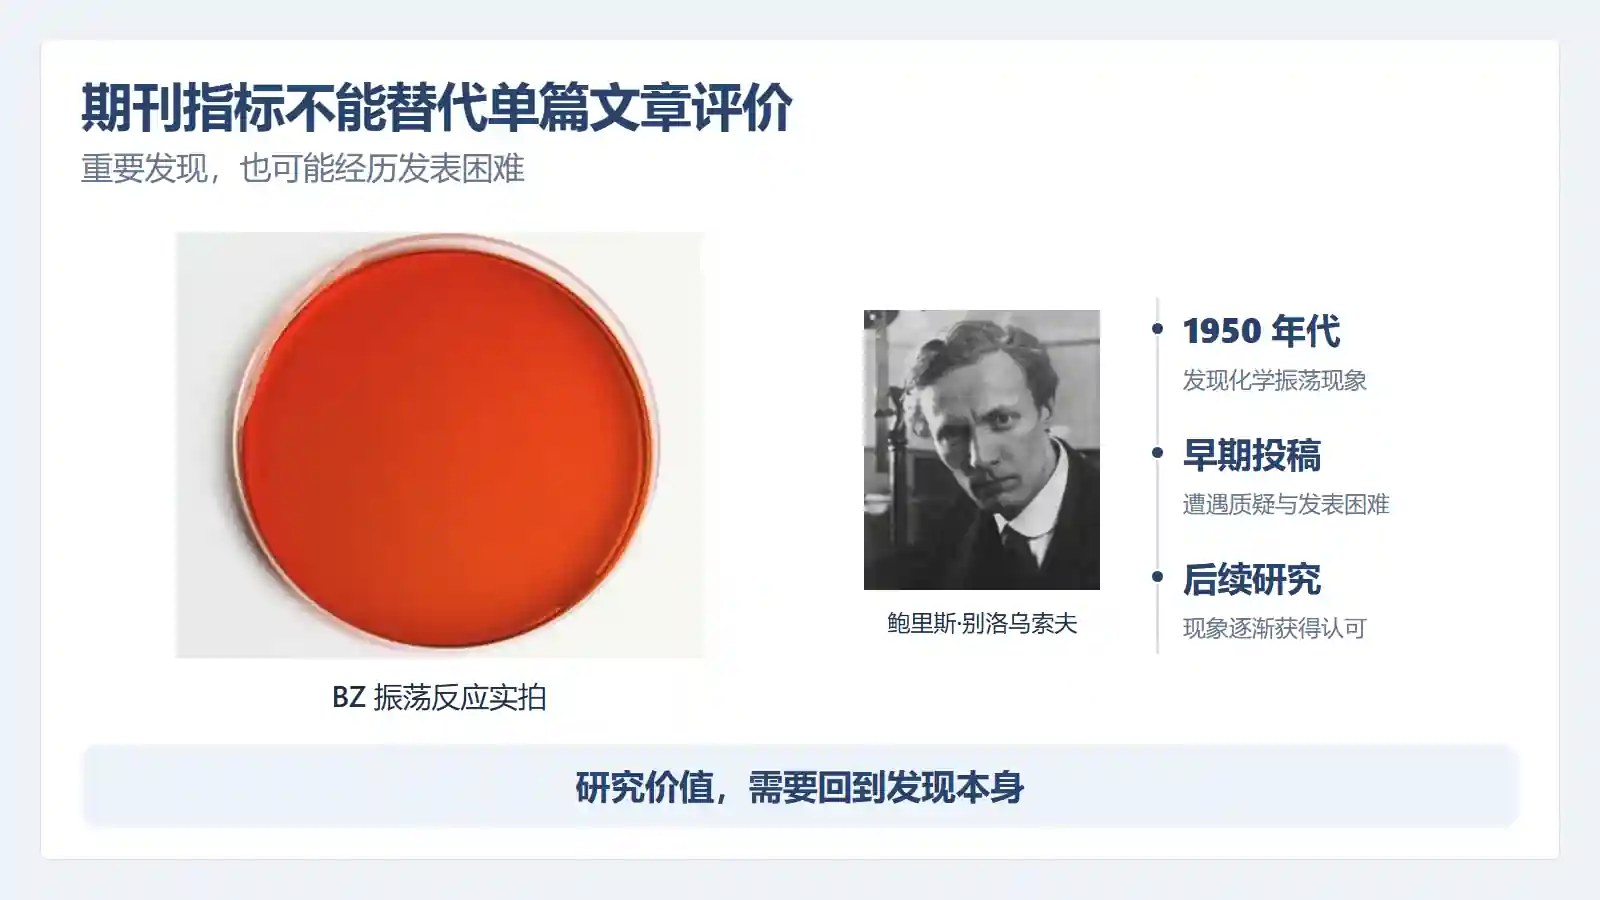 期刊指标不能替代单篇文章评价
重要发现，也可能经历发表困难
BZ 振荡反应实拍
鲍里斯·别洛乌索夫
1950 年代
发现化学振荡现象
早期投稿
遭遇质疑与发表困难
后续研究
现象逐渐获得认可
研究价值，需要回到发现本身